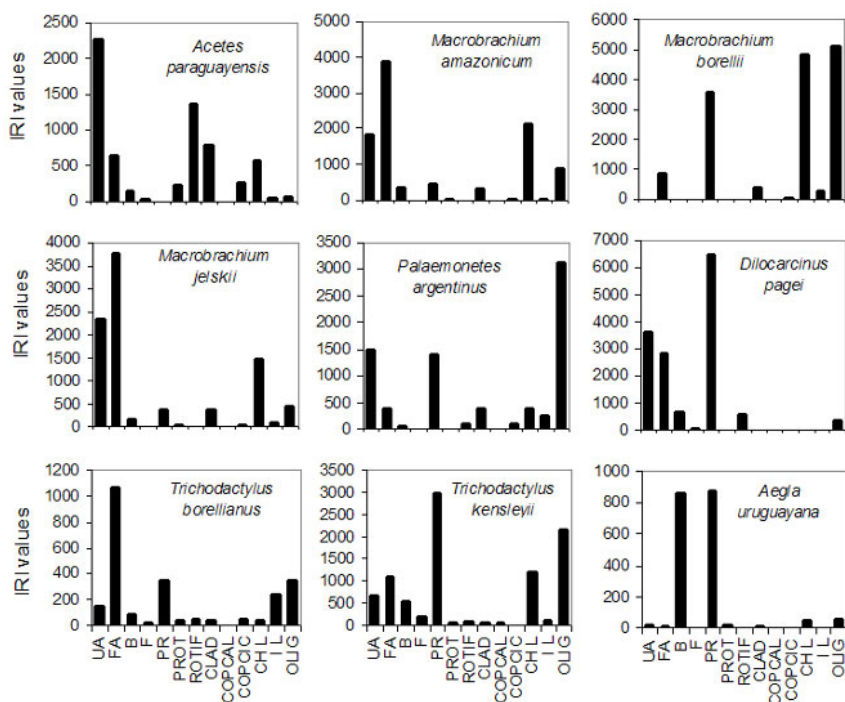 IRI values
2500
2000
1500
1000
500
0
Acetes
paraguayensis
5000
4000
3000
2000
1000
0
Macrobrachium
amazonicum
6000
5000
4000
3000
2000
1000
0
Macrobrachium
borellii
IRI values
4000
3500
3000
2500
2000
1500
1000
500
0
Macrobrachium
jelskii
3500
3000
2500
2000
1500
1000
500
0
Palaemonetes
argentinus
7000
6000
5000
4000
3000
2000
1000
0
Dilocarcinus
pagei
IRI values
1200
1000
800
600
400
200
0
Trichodactylus
borellianus
UA
FA
B
F
PR
PROT
ROTIF
CLAD
COPCAL
COPCIC
CH L
I L
OLIG
3500
3000
2500
2000
1500
1000
500
0
Trichodactylus
kensleyii
UA
FA
B
F
PR
PROT
ROTIF
CLAD
COPCAL
COPCIC
CH L
I L
OLIG
1000
800
600
400
200
0
Aegla
uruguayana
UA
FA
B
F
PR
PROT
ROTIF
CLAD
COPCAL
COPCIC
CH L
I L
OLIG